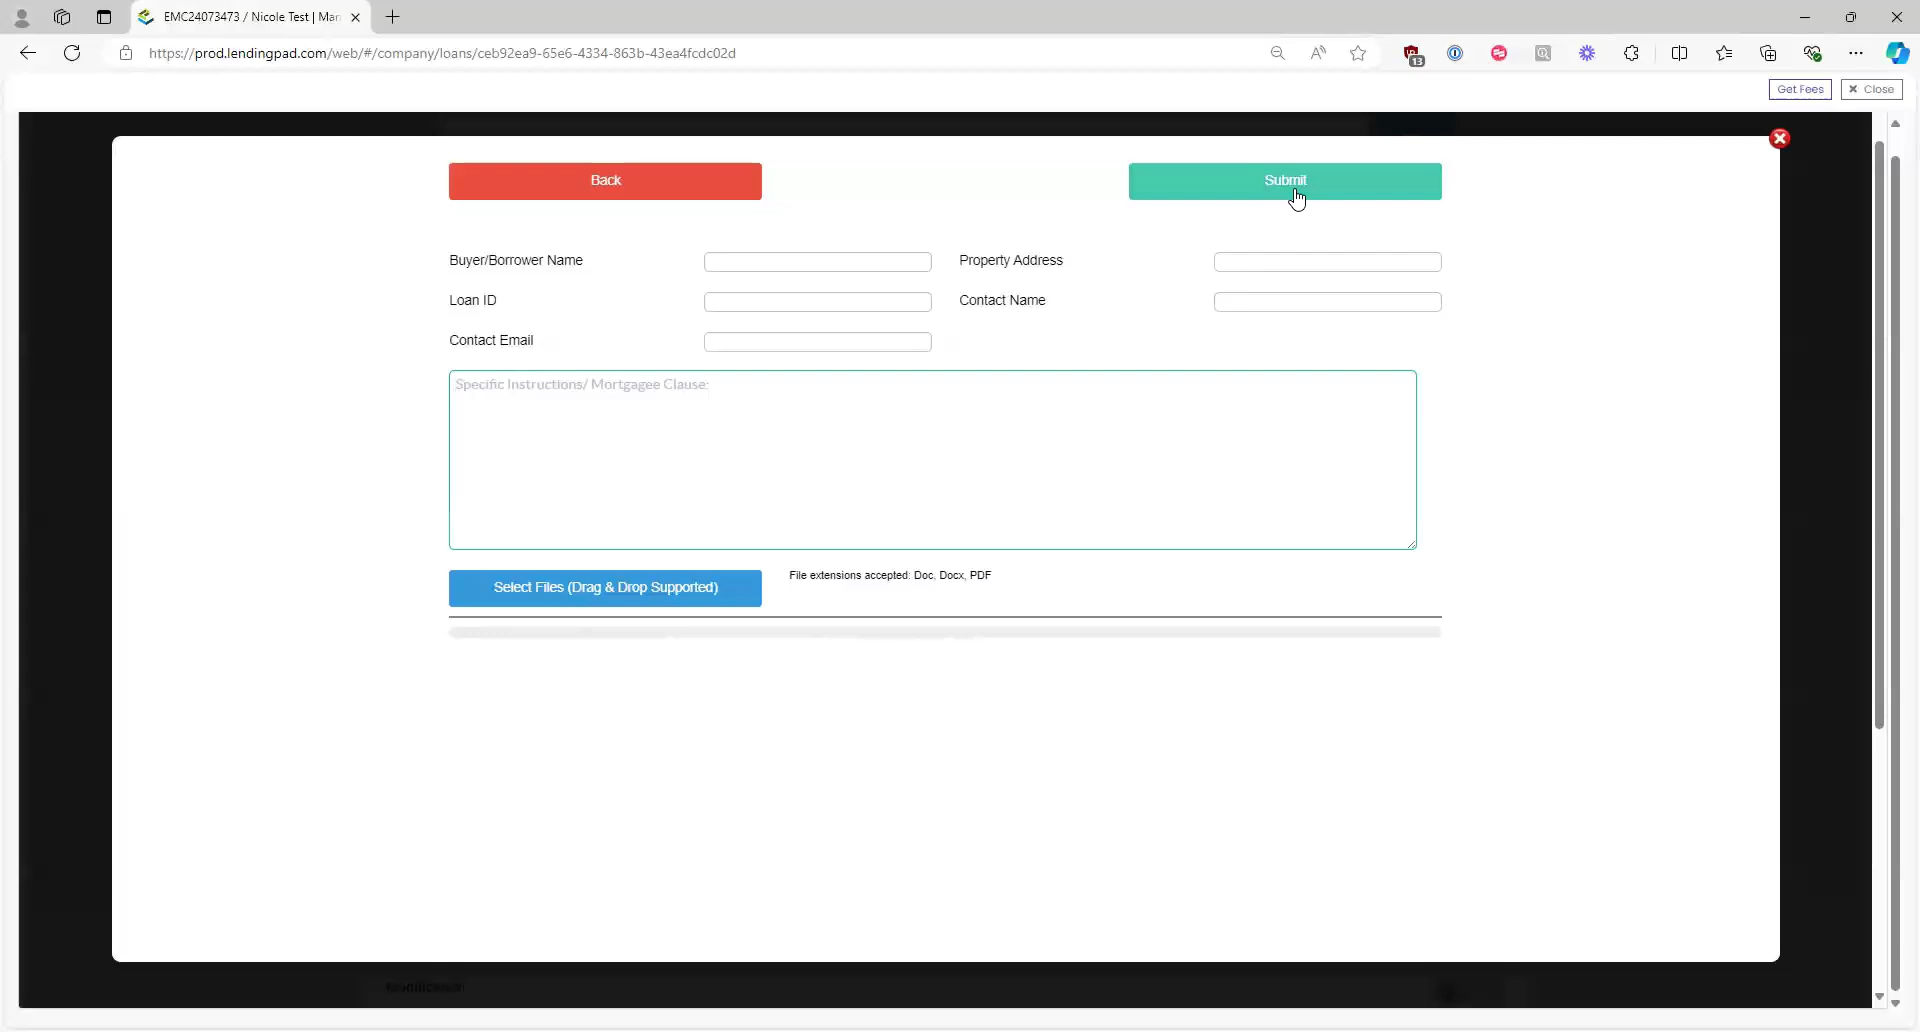 EMC24073473 / Nicole Test | Mar
https://prod.lendingpad.com/web/#/company/loans/ceb92ea9-65e6-4334-863b-43ea4fcdc02d
13
Get Fees
Close
Back
Submit
Buyer/Borrower Name
Property Address
Loan ID
Contact Name
Contact Email
Specific Instructions/ Mortgagee Clause:
Select Files (Drag & Drop Supported)
File extensions accepted: Doc, Docx, PDF